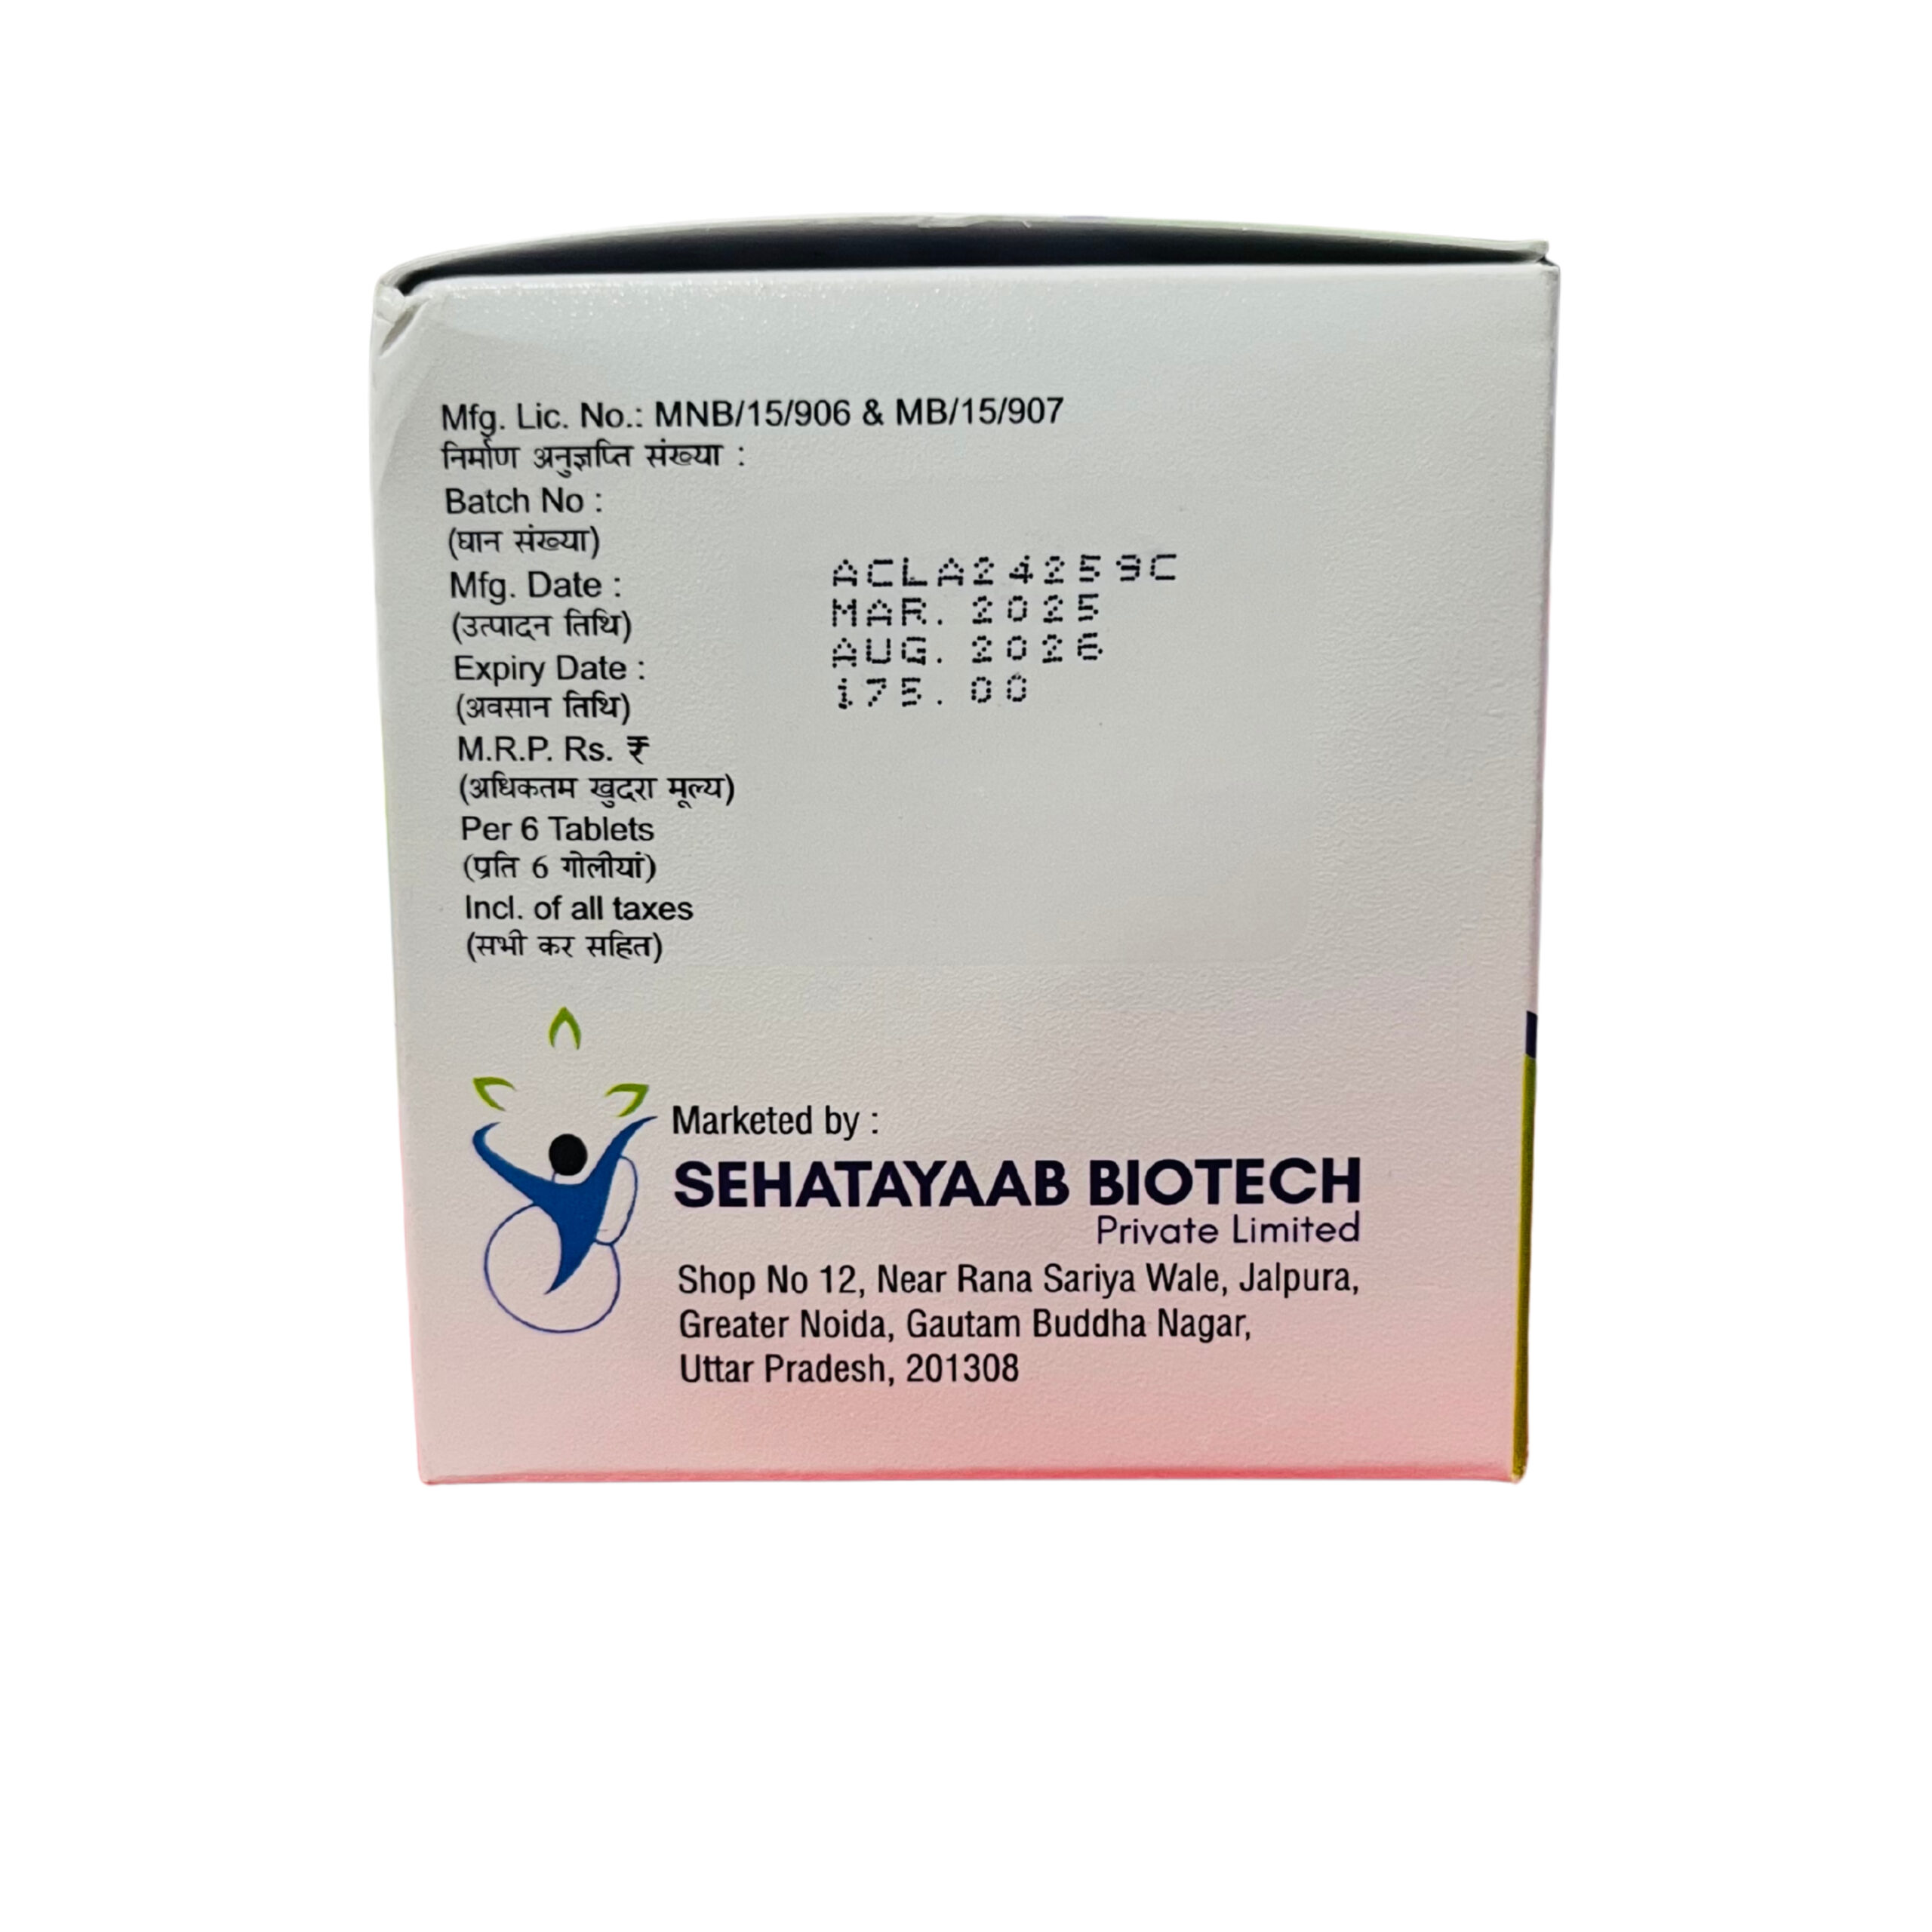 Mfg. Lic. No.: MNB/15/906 & MB/15/907
निर्माण अनुज्ञप्ति संख्या :
Batch No :
(घान संख्या)
Mfg. Date :
(उत्पादन तिथि)
Expiry Date :
(अवसान तिथि)
M.R.P. Rs. ₹
(अधिकतम खुदरा मूल्य)
Per 6 Tablets
(प्रति 6 गोलीयां)
Incl. of all taxes
(सभी कर सहित)
ACLA24259C
MAR. 2025
AUG. 2026
175.00
Marketed by :
SEHATAYAAB BIOTECH
Private Limited
Shop No 12, Near Rana Sariya Wale, Jalpura,
Greater Noida, Gautam Buddha Nagar,
Uttar Pradesh, 201308